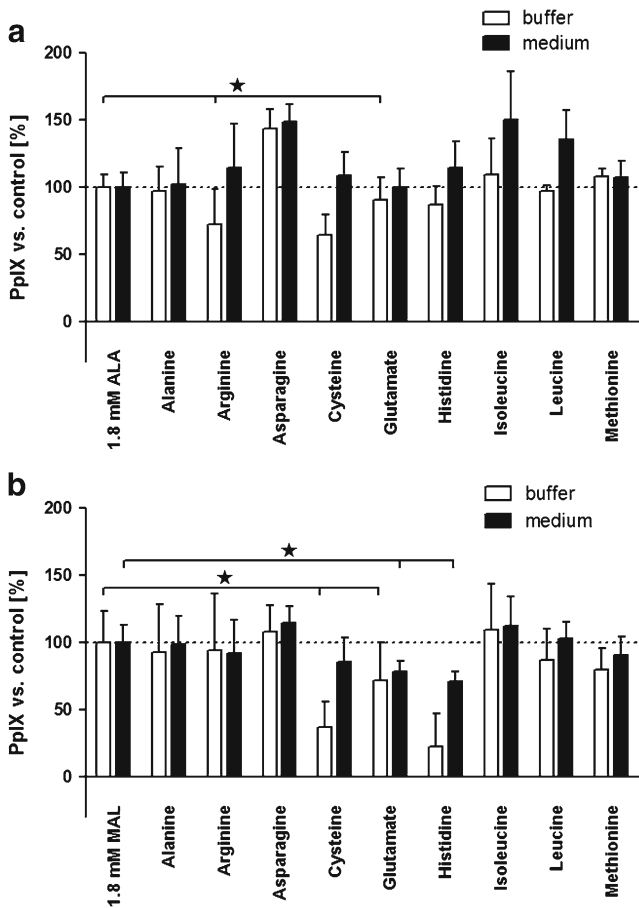 a
buffer
medium
PpIX vs. control [%]
200
150
100
50
0
★
1.8 mM ALA
Alanine
Arginine
Asparagine
Cysteine
Glutamate
Histidine
Isoleucine
Leucine
Methionine
b
buffer
medium
PpIX vs. control [%]
200
150
100
50
0
★
★
1.8 mM MAL
Alanine
Arginine
Asparagine
Cysteine
Glutamate
Histidine
Isoleucine
Leucine
Methionine